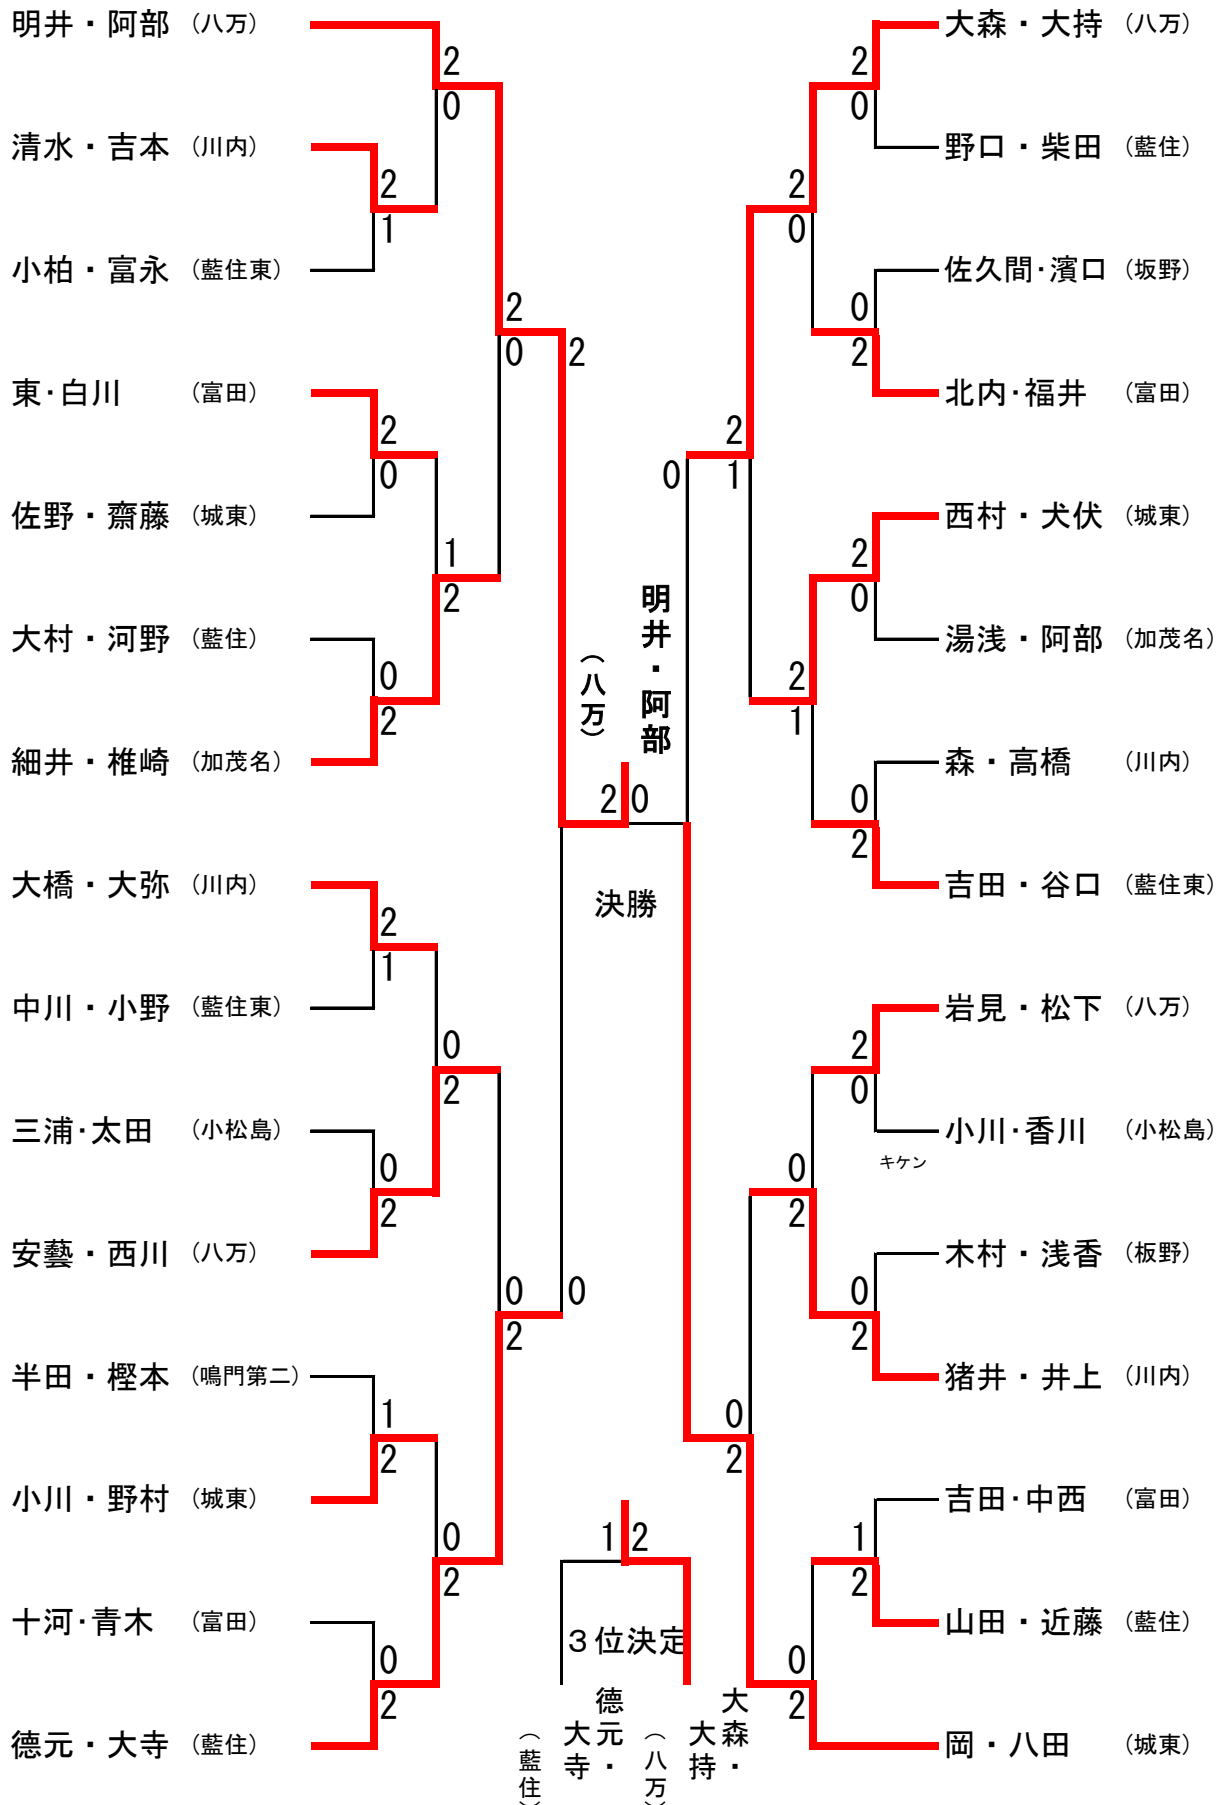 明井・阿部 （八万）
2
0
清水・吉本 （川内）
2
1
小柏・富永 （藍住東）
2
0
2
東・白川 （富田）
2
0
佐野・齋藤 （城東）
1
2
大村・河野 （藍住）
0
2
細井・椎崎 （加茂名）
大橋・大弥 （川内）
2
1
中川・小野 （藍住東）
0
2
三浦・太田 （小松島）
0
2
安藝・西川 （八万）
0
2
0
半田・樫本 （鳴門第二）
1
2
小川・野村 （城東）
0
2
十河・青木 （富田）
0
2
德元・大寺 （藍住）
明井・阿部
（八万）
2 0
決勝
1 2
３位決定
德元・大寺
（藍住）
大森・大持
（八万）
大森・大持 （八万）
2
0
野口・柴田 （藍住）
2
0
佐久間・濱口 （坂野）
0
2
北内・福井 （富田）
2
1
0
西村・犬伏 （城東）
2
0
湯浅・阿部 （加茂名）
2
1
森・高橋 （川内）
0
2
吉田・谷口 （藍住東）
岩見・松下 （八万）
2
0
小川・香川 （小松島）
キケン
0
2
木村・浅香 （板野）
0
2
猪井・井上 （川内）
0
2
吉田・中西 （富田）
1
2
山田・近藤 （藍住）
0
2
岡・八田 （城東）